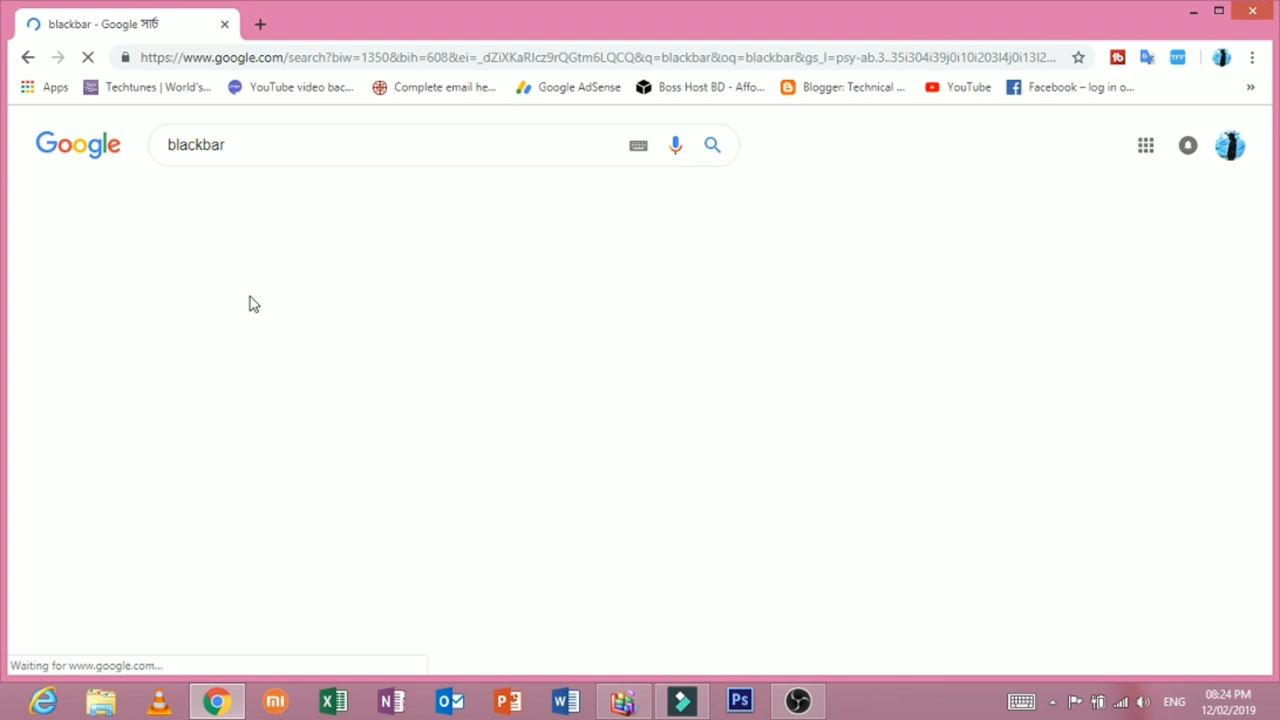 blackbar - Google সার্চ
https://www.google.com/search?biw=1350&bih=608&ei=_dZiXKaRIcz9rQGtm6LQCQ&q=blackbar&oq=blackbar&gs_l=psy-ab.3..35i304i39j0i10i203l4j0i13l2...
Apps Techtunes | World's... YouTube video bac... Complete email he... Google AdSense Boss Host BD - Affo... Blogger: Technical ... YouTube Facebook – log in o... »
Google blackbar
Waiting for www.google.com...
ENG 08:24 PM
12/02/2019